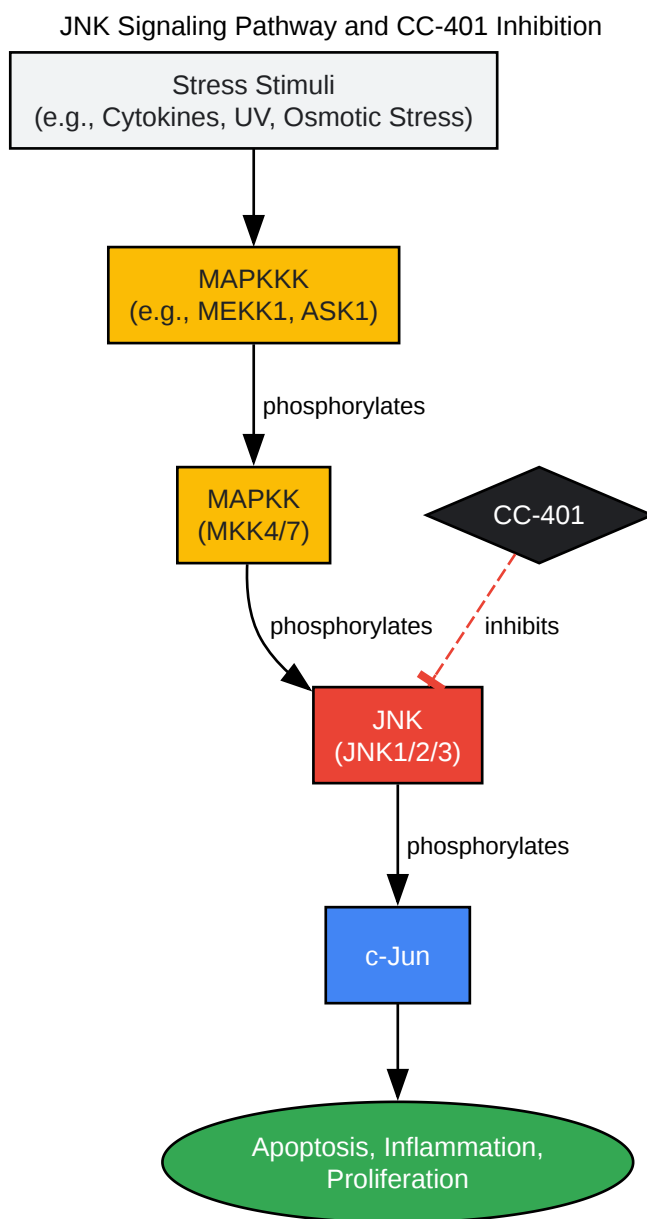 JNK Signaling Pathway and CC-401 Inhibition
Stress Stimuli
(e.g., Cytokines, UV, Osmotic Stress)
MAPKKK
(e.g., MEKK1, ASK1)
phosphorylates
MAPKK
(MKK4/7)
CC-401
phosphorylates
inhibits
JNK
(JNK1/2/3)
phosphorylates
c-Jun
Apoptosis, Inflammation,
Proliferation